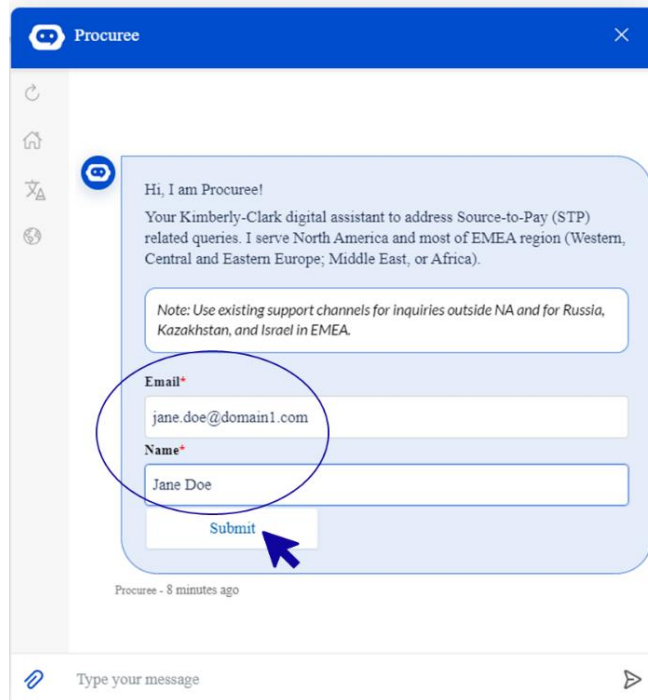 Procuree
Hi, I am Procuree!
Your Kimberly-Clark digital assistant to address Source-to-Pay (STP)
related queries. I serve North America and most of EMEA region (Western,
Central and Eastern Europe; Middle East, or Africa).
Note: Use existing support channels for inquiries outside NA and for Russia,
Kazakhstan, and Israel in EMEA.
Email*
jane.doe@domain1.com
Name*
Jane Doe
Submit
Procuree - 8 minutes ago
Type your message